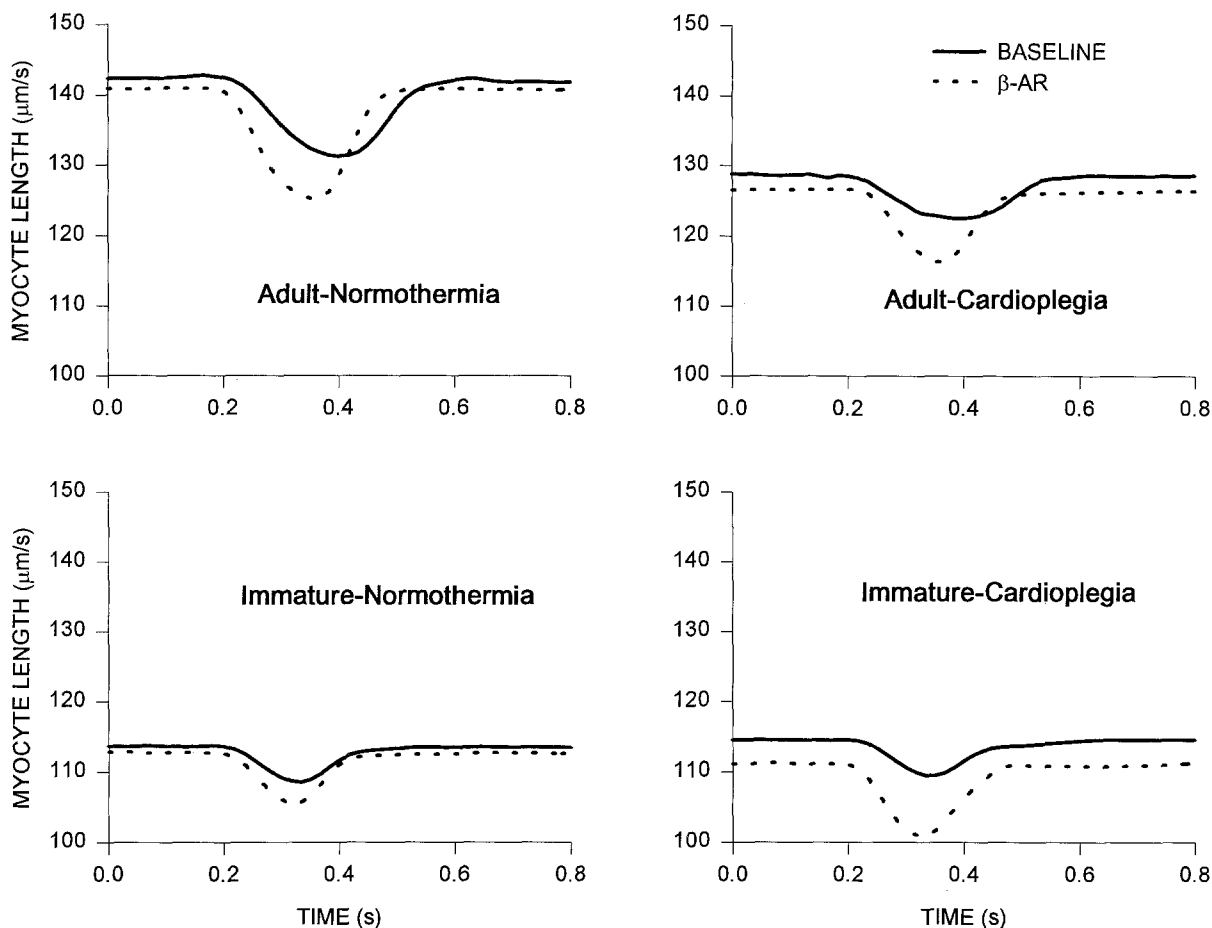 MYOCYTE LENGTH (μm/s)
150
140
130
120
110
100
0.0 0.2 0.4 0.6 0.8
Adult-Normothermia
150
140
130
120
110
100
0.0 0.2 0.4 0.6 0.8
BASELINE
β-AR
Adult-Cardioplegia
MYOCYTE LENGTH (μm/s)
150
140
130
120
110
100
0.0 0.2 0.4 0.6 0.8
Immature-Normothermia
TIME (s)
150
140
130
120
110
100
0.0 0.2 0.4 0.6 0.8
Immature-Cardioplegia
TIME (s)